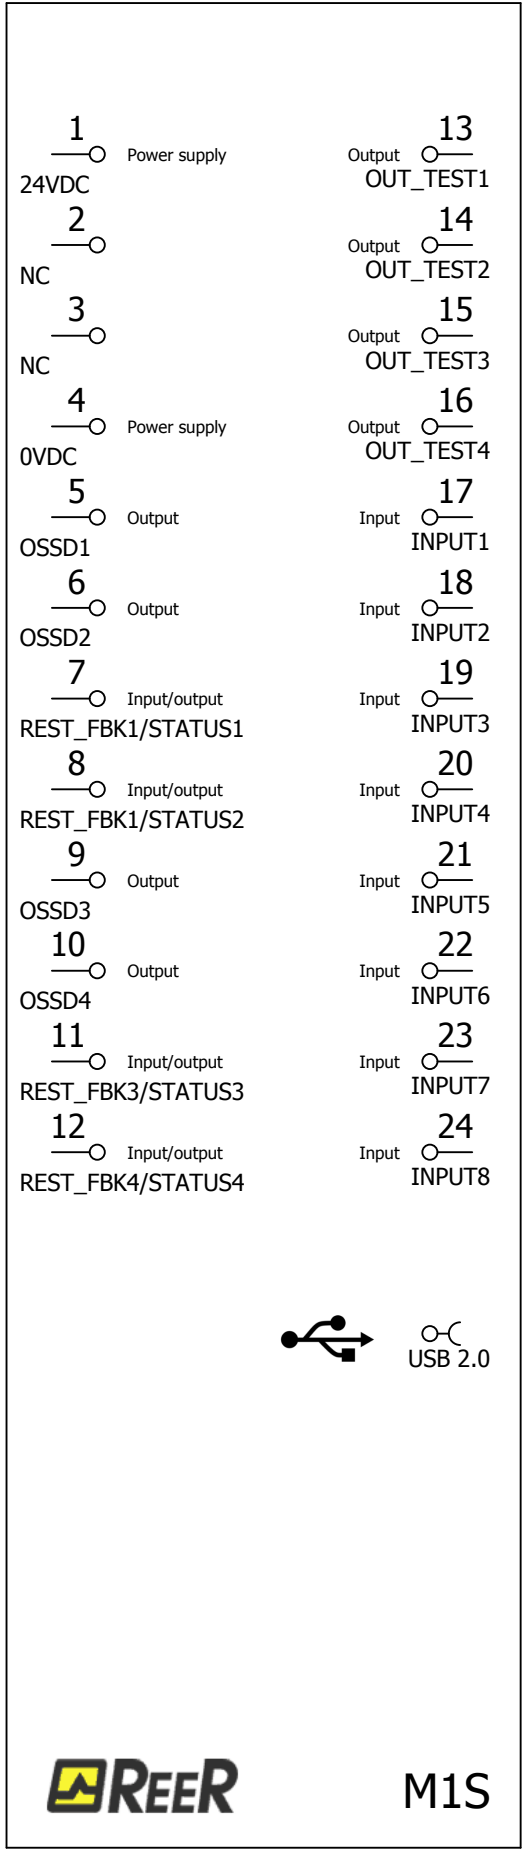 1 13
Power supply Output
24VDC OUT_TEST1
2 14
Output
NC OUT_TEST2
3 15
Output
NC OUT_TEST3
4 16
Power supply Output
0VDC OUT_TEST4
5 17
Output Input
OSSD1 INPUT1
6 18
Output Input
OSSD2 INPUT2
7 19
Input/output Input
REST_FBK1/STATUS1 INPUT3
8 20
Input/output Input
REST_FBK1/STATUS2 INPUT4
9 21
Output Input
OSSD3 INPUT5
10 22
Output Input
OSSD4 INPUT6
11 23
Input/output Input
REST_FBK3/STATUS3 INPUT7
12 24
Input/output Input
REST_FBK4/STATUS4 INPUT8
USB 2.0
REER M1S